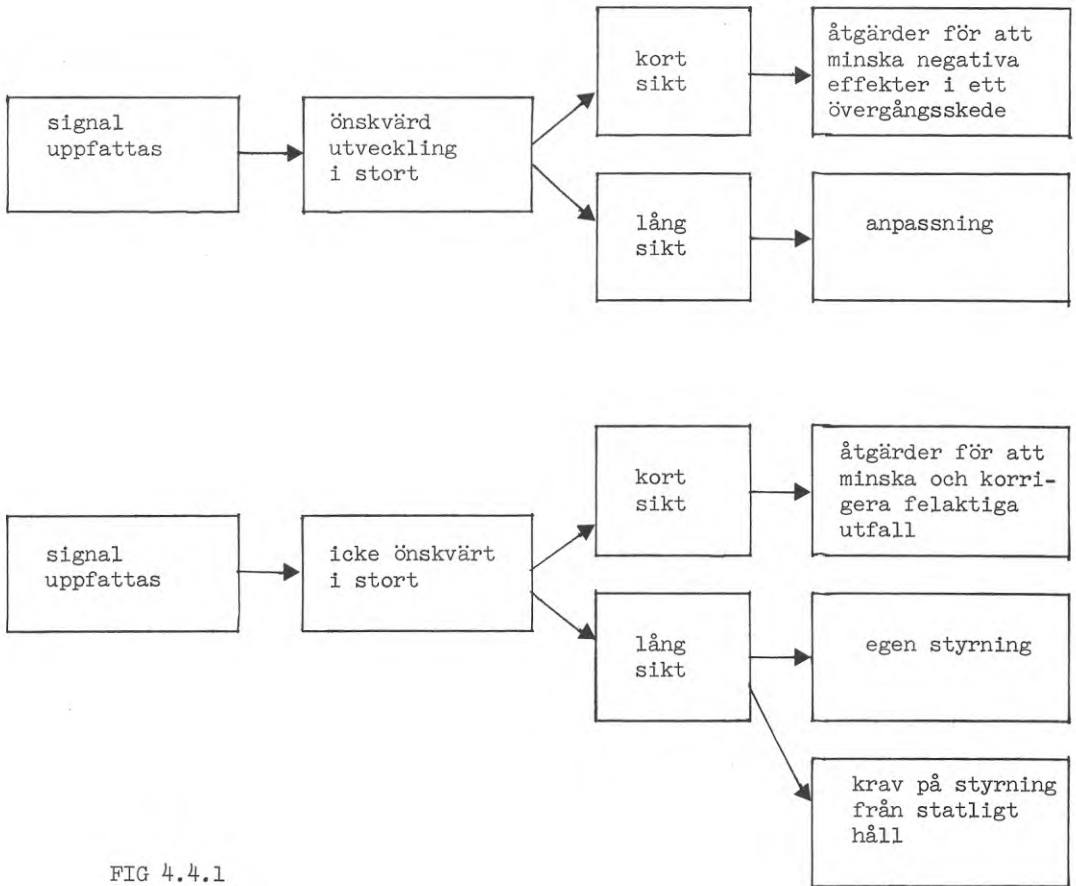 signal
uppfattas
önskvärd
utveckling
i stort
kort
sikt
åtgärder för att
minska negativa
effekter i ett
övergångsskede
lång
sikt
anpassning
signal
uppfattas
icke önskvärt
i stort
kort
sikt
åtgärder för att
minska och korri-
gera felaktiga
utfall
lång
sikt
egen styrning
krav på styrning
från statligt
håll
FIG 4.4.1